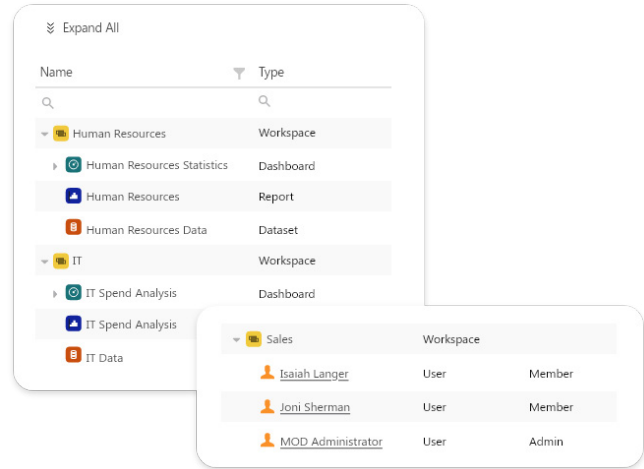 Expand All
Name Type
Human Resources Workspace
Human Resources Statistics Dashboard
Human Resources Report
Human Resources Data Dataset
IT Workspace
IT Spend Analysis Dashboard
IT Spend Analysis
IT Data
Sales Workspace
Isaiah Langer User Member
Joni Sherman User Member
MOD Administrator User Admin